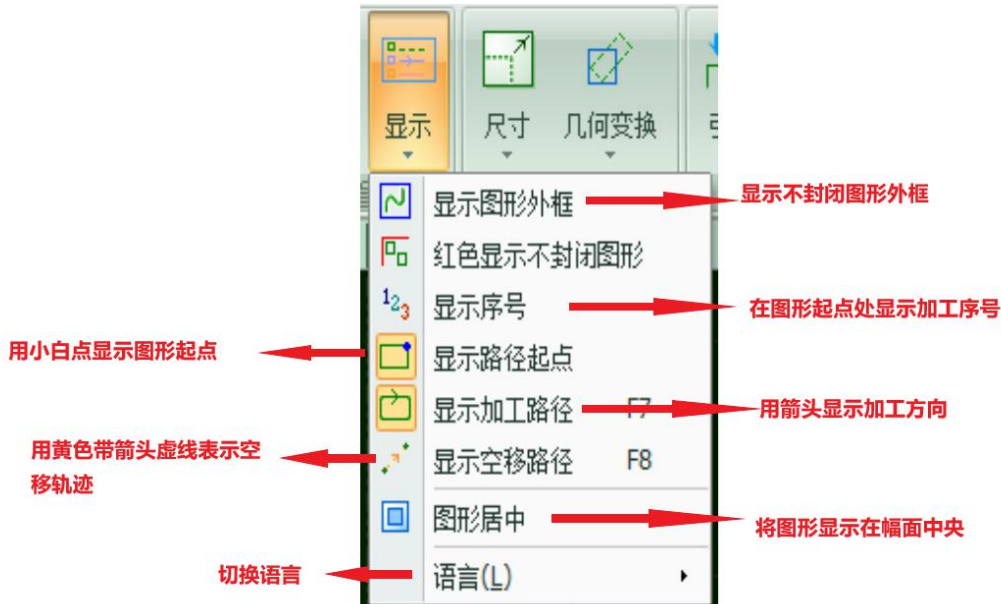 显示
尺寸
几何变换
显示图形外框
显示不封闭图形外框
红色显示不封闭图形
123
显示序号
在图形起点处显示加工序号
用小白点显示图形起点
显示路径起点
显示加工路径 F7
用箭头显示加工方向
用黄色带箭头虚线表示空
移轨迹
显示空移路径 F8
图形居中
将图形显示在幅面中央
切换语言
语言(L)